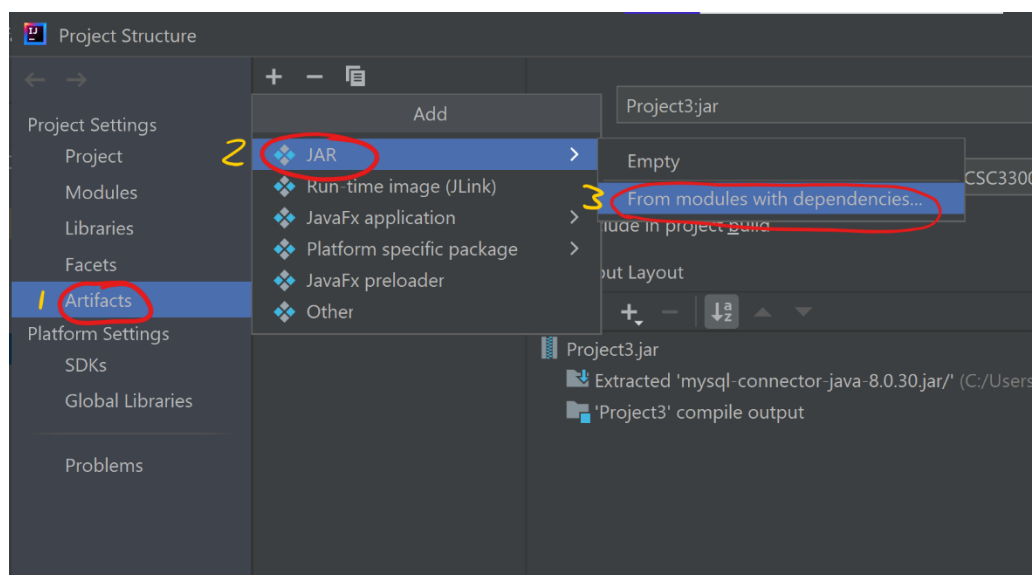 Project Structure
Project Settings
Project
Modules
Libraries
Facets
1 Artifacts
Platform Settings
SDKs
Global Libraries
Problems
Add
2 JAR
Run-time image (JLink)
JavaFx application
Platform specific package
JavaFx preloader
Other
Project3:jar
Empty
3 From modules with dependencies...
CSC3300
lude in project build
out Layout
Project3.jar
Extracted 'mysql-connector-java-8.0.30.jar/' (C:/Users
'Project3' compile output